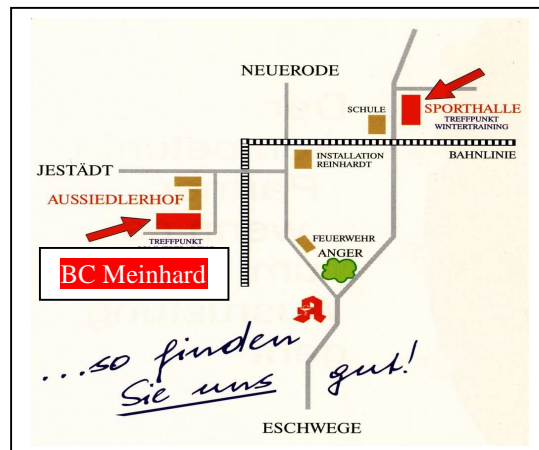 NEUERODE
SCHULE
SPORTHALLE
TREFFPUNKT
WINTERTRAINING
BAHNLINIE
INSTALLATION
REINHARDT
JESTÄDT
AUSSIEDLERHOF
TREFFPUNKT
BC Meinhard
FEUERWEHR
ANGER
...so finden
Sie uns gut!
ESCHWEGE